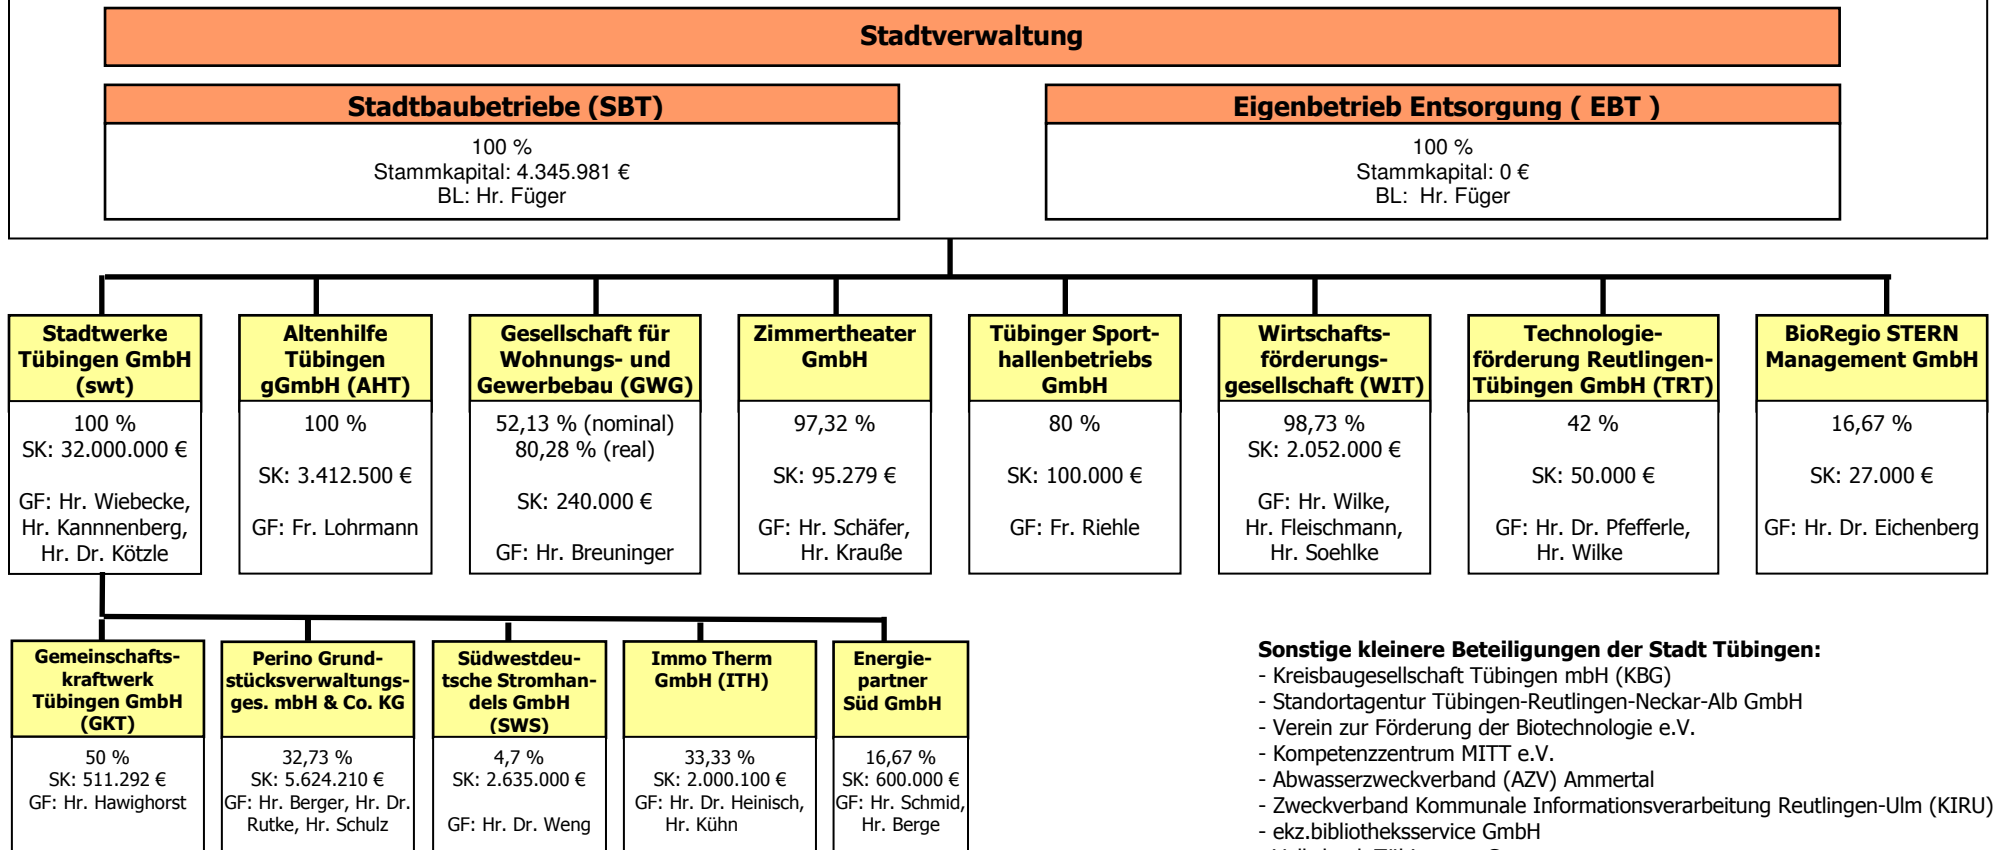 Stadtverwaltung
Stadtbaubetriebe (SBT)
100 %
Stammkapital: 4.345.981 €
BL: Hr. Füger
Eigenbetrieb Entsorgung ( EBT )
100 %
Stammkapital: 0 €
BL: Hr. Füger
Stadtwerke
Tübingen GmbH
(swt)
100 %
SK: 32.000.000 €
GF: Hr. Wiebecke,
Hr. Kannnenberg,
Hr. Dr. Kötzle
Altenhilfe
Tübingen
gGmbH (AHT)
100 %
SK: 3.412.500 €
GF: Fr. Lohrmann
Gesellschaft für
Wohnungs- und
Gewerbebau (GWG)
52,13 % (nominal)
80,28 % (real)
SK: 240.000 €
GF: Hr. Breuninger
Zimmertheater
GmbH
97,32 %
SK: 95.279 €
GF: Hr. Schäfer,
Hr. Krauße
Tübinger Sport-
hallenbetriebs
GmbH
80 %
SK: 100.000 €
GF: Fr. Riehle
Wirtschafts-
förderungs-
gesellschaft (WIT)
98,73 %
SK: 2.052.000 €
GF: Hr. Wilke,
Hr. Fleischmann,
Hr. Soehlke
Technologie-
förderung Reutlingen-
Tübingen GmbH (TRT)
42 %
SK: 50.000 €
GF: Hr. Dr. Pfefferle,
Hr. Wilke
BioRegio STERN
Management GmbH
16,67 %
SK: 27.000 €
GF: Hr. Dr. Eichenberg
Gemeinschafts-
kraftwerk
Tübingen GmbH
(GKT)
50 %
SK: 511.292 €
GF: Hr. Hawighorst
Perino Grund-
stücksverwaltungs-
ges. mbH & Co. KG
32,73 %
SK: 5.624.210 €
GF: Hr. Berger, Hr. Dr.
Rutke, Hr. Schulz
Südwestdeu-
tsche Stromhan-
dels GmbH
(SWS)
4,7 %
SK: 2.635.000 €
GF: Hr. Dr. Weng
Immo Therm
GmbH (ITH)
33,33 %
SK: 2.000.100 €
GF: Hr. Dr. Heinisch,
Hr. Kühn
Energie-
partner
Süd GmbH
16,67 %
SK: 600.000 €
GF: Hr. Schmid,
Hr. Berge
Sonstige kleinere Beteiligungen der Stadt Tübingen:
- Kreisbaugesellschaft Tübingen mbH (KBG)
- Standortagentur Tübingen-Reutlingen-Neckar-Alb GmbH
- Verein zur Förderung der Biotechnologie e.V.
- Kompetenzzentrum MITT e.V.
- Abwasserzweckverband (AZV) Ammertal
- Zweckverband Kommunale Informationsverarbeitung Reutlingen-Ulm (KIRU)
- ekz.bibliotheksservice GmbH